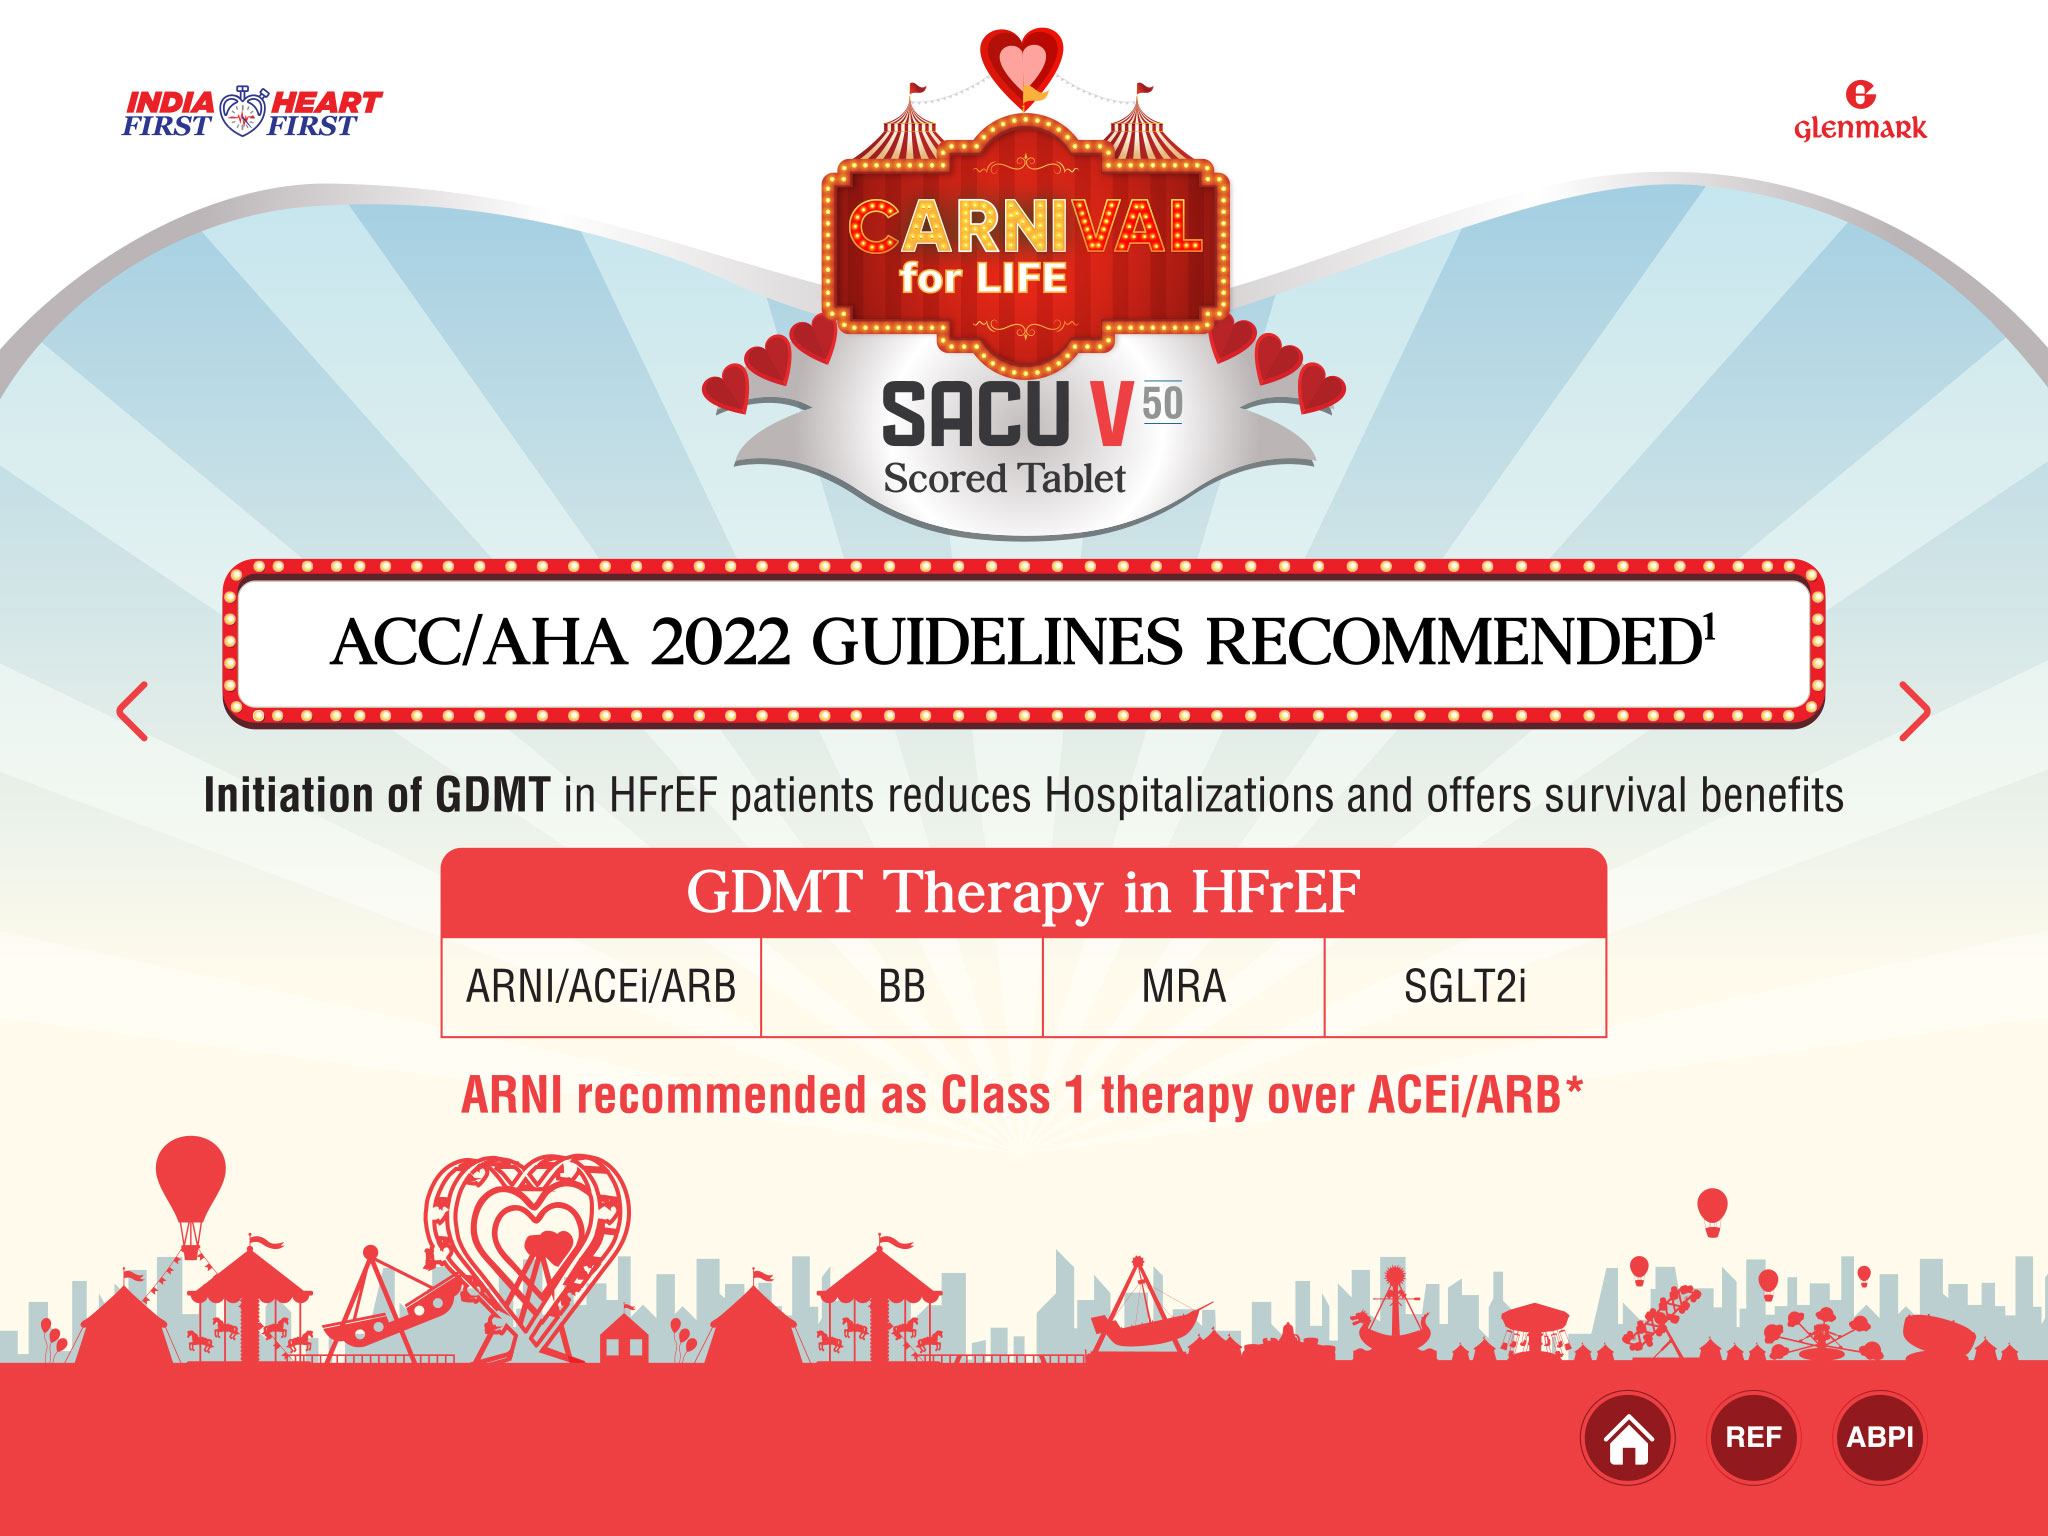 INDIA HEART
FIRST FIRST
glenmark
CARNIVAL
for LIFE
SACU V 50
Scored Tablet
ACC/AHA 2022 GUIDELINES RECOMMENDED¹
Initiation of GDMT in HFrEF patients reduces Hospitalizations and offers survival benefits
GDMT Therapy in HFrEF
ARNI/ACEi/ARB BB MRA SGLT2i
ARNI recommended as Class 1 therapy over ACEi/ARB*
REF ABPI